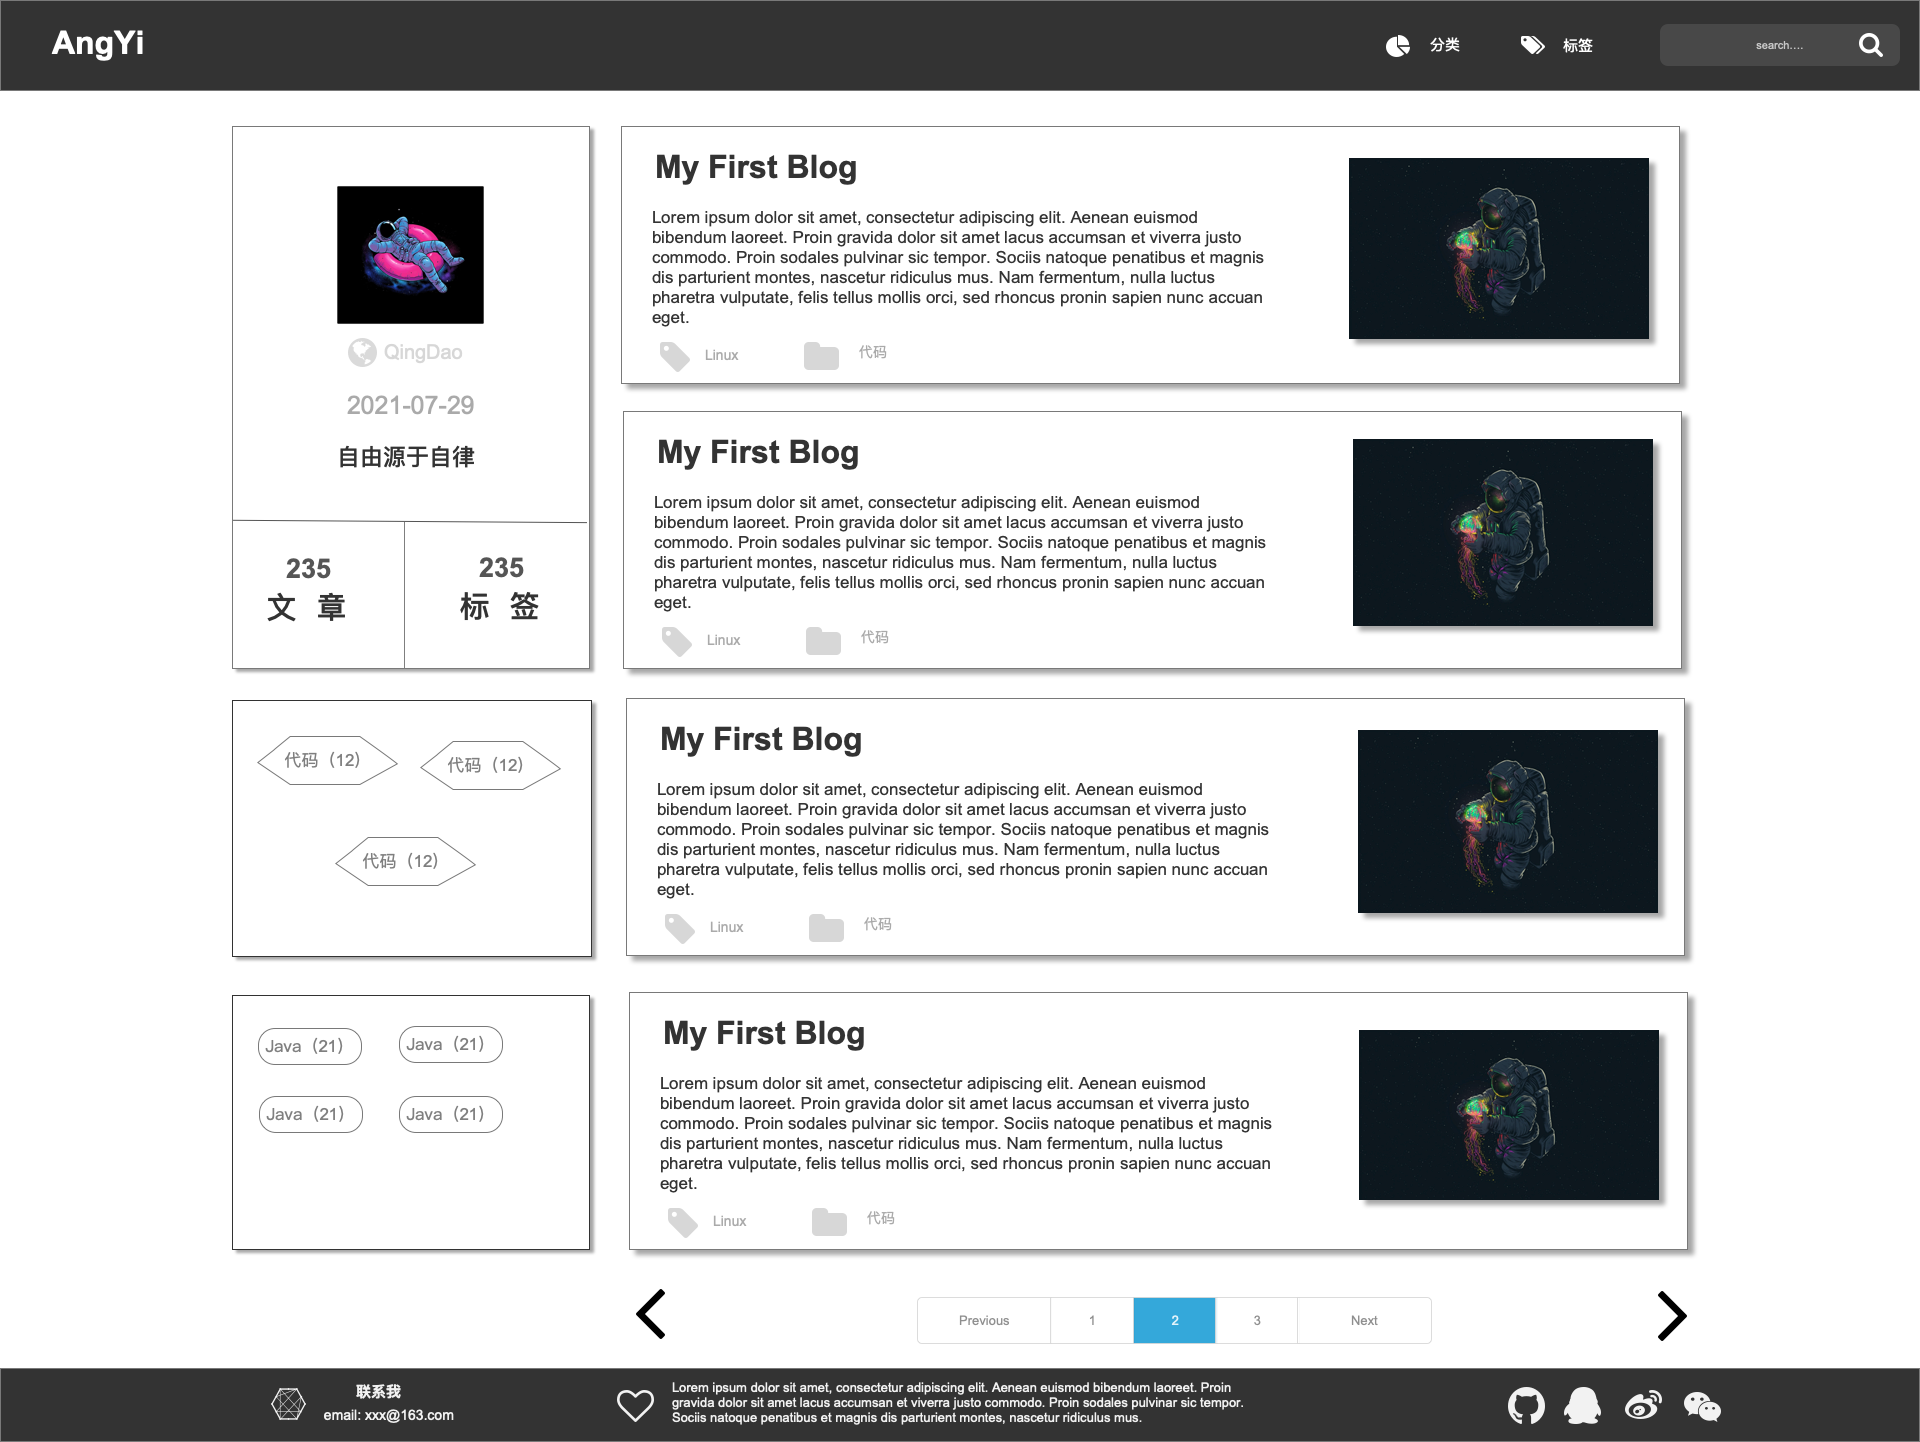 AngYi
分类
标签
search....
QingDao
2021-07-29
自由源于自律
235
文 章
235
标 签
代码（12）
代码（12）
代码（12）
Java（21）
Java（21）
Java（21）
Java（21）
My First Blog
Lorem ipsum dolor sit amet, consectetur adipiscing elit. Aenean euismod
bibendum laoreet. Proin gravida dolor sit amet lacus accumsan et viverra justo
commodo. Proin sodales pulvinar sic tempor. Sociis natoque penatibus et magnis
dis parturient montes, nascetur ridiculus mus. Nam fermentum, nulla luctus
pharetra vulputate, felis tellus mollis orci, sed rhoncus pronin sapien nunc accuan
eget.
Linux
代码
My First Blog
Lorem ipsum dolor sit amet, consectetur adipiscing elit. Aenean euismod
bibendum laoreet. Proin gravida dolor sit amet lacus accumsan et viverra justo
commodo. Proin sodales pulvinar sic tempor. Sociis natoque penatibus et magnis
dis parturient montes, nascetur ridiculus mus. Nam fermentum, nulla luctus
pharetra vulputate, felis tellus mollis orci, sed rhoncus pronin sapien nunc accuan
eget.
Linux
代码
My First Blog
Lorem ipsum dolor sit amet, consectetur adipiscing elit. Aenean euismod
bibendum laoreet. Proin gravida dolor sit amet lacus accumsan et viverra justo
commodo. Proin sodales pulvinar sic tempor. Sociis natoque penatibus et magnis
dis parturient montes, nascetur ridiculus mus. Nam fermentum, nulla luctus
pharetra vulputate, felis tellus mollis orci, sed rhoncus pronin sapien nunc accuan
eget.
Linux
代码
My First Blog
Lorem ipsum dolor sit amet, consectetur adipiscing elit. Aenean euismod
bibendum laoreet. Proin gravida dolor sit amet lacus accumsan et viverra justo
commodo. Proin sodales pulvinar sic tempor. Sociis natoque penatibus et magnis
dis parturient montes, nascetur ridiculus mus. Nam fermentum, nulla luctus
pharetra vulputate, felis tellus mollis orci, sed rhoncus pronin sapien nunc accuan
eget.
Linux
代码
Previous
1
2
3
Next
联系我
email: xxx@163.com
Lorem ipsum dolor sit amet, consectetur adipiscing elit. Aenean euismod bibendum laoreet. Proin
gravida dolor sit amet lacus accumsan et viverra justo commodo. Proin sodales pulvinar sic tempor.
Sociis natoque penatibus et magnis dis parturient montes, nascetur ridiculus mus.